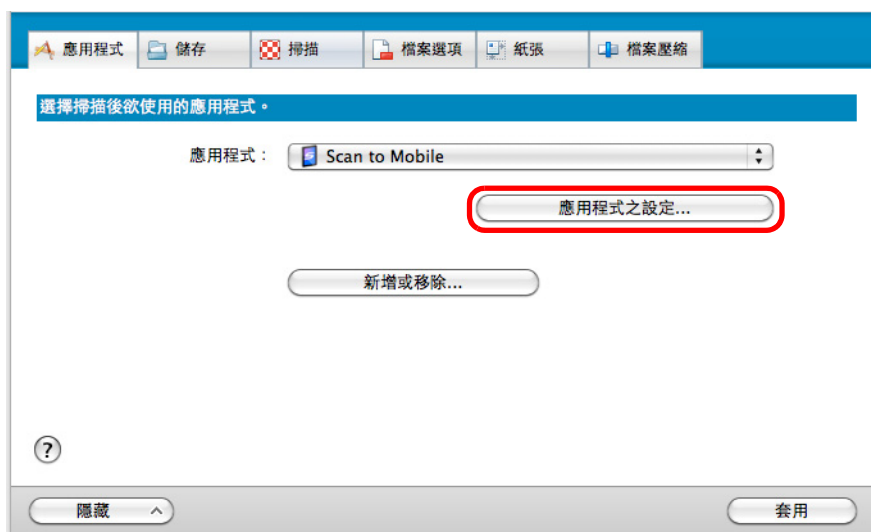 應用程式
儲存
掃描
檔案選項
紙張
檔案壓縮
選擇掃描後欲使用的應用程式。
應用程式： Scan to Mobile
應用程式之設定...
新增或移除...
?
隱藏
套用